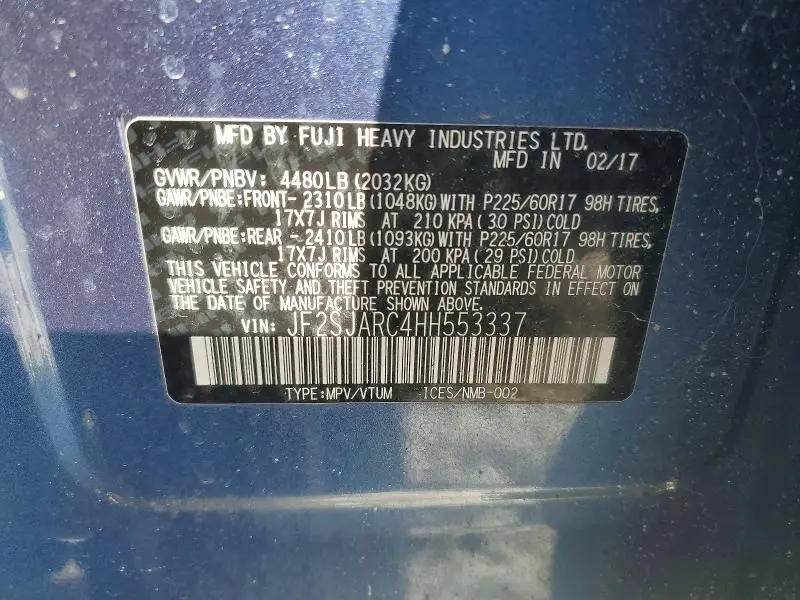 MFD BY FUJI HEAVY INDUSTRIES LTD.
MFD IN 02/17
GVWR/PNBV: 4480LB(2032KG)
GAWR/PNBE:FRONT-2310LB(1048KG)WITH P225/60R17 98H TIRES,
17X7J RIMS AT 210 KPA(30 PSI)COLD
GAWR/PNBE:REAR -2410LB(1093KG)WITH P225/60R17 98H TIRES,
17X7J RIMS AT 200 KPA(29 PSI)COLD
THIS VEHICLE CONFORMS TO ALL APPLICABLE FEDERAL MOTOR
VEHICLE SAFETY AND THEFT PREVENTION STANDARDS IN EFFECT ON
THE DATE OF MANUFACTURE SHOWN ABOVE.
VIN: JF2SJARC4HH553337
TYPE:MPV/VTUM ICES/NMB-002